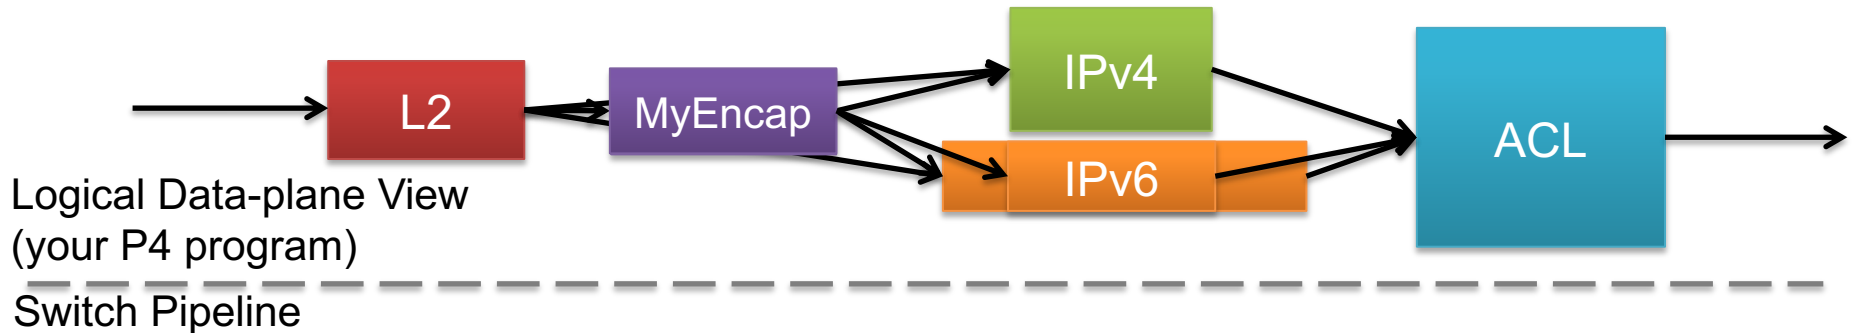 L2
MyEncap
IPv4
IPv6
ACL
Logical Data-plane View
(your P4 program)
Switch Pipeline